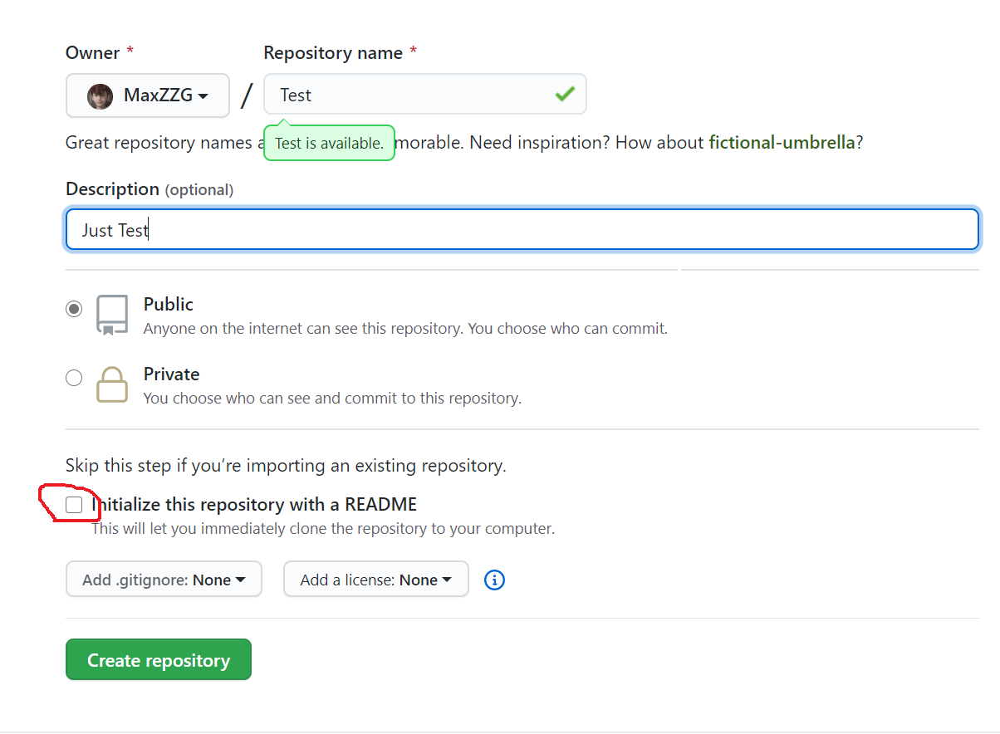 Owner * Repository name *
MaxZZG / Test
Great repository names a Test is available. morable. Need inspiration? How about fictional-umbrella?
Description (optional)
Just Test
Public
Anyone on the internet can see this repository. You choose who can commit.
Private
You choose who can see and commit to this repository.
Skip this step if you’re importing an existing repository.
Initialize this repository with a README
This will let you immediately clone the repository to your computer.
Add .gitignore: None Add a license: None
Create repository